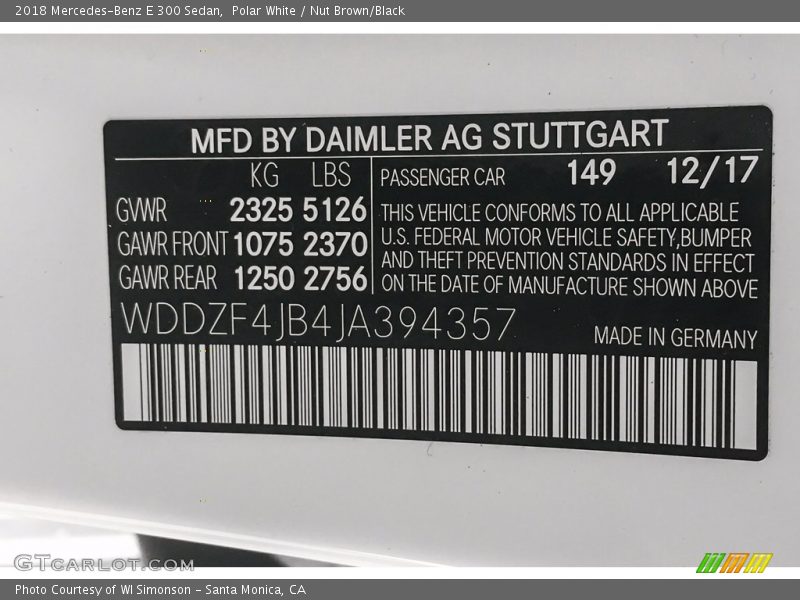 2018 Mercedes-Benz E 300 Sedan,  Polar White / Nut Brown/Black
MFD BY DAIMLER AG STUTTGART
KG LBS
GVWR 2325 5126
GAWR FRONT 1075 2370
GAWR REAR 1250 2756
PASSENGER CAR 149 12/17
THIS VEHICLE CONFORMS TO ALL APPLICABLE
U.S. FEDERAL MOTOR VEHICLE SAFETY,BUMPER
AND THEFT PREVENTION STANDARDS IN EFFECT
ON THE DATE OF MANUFACTURE SHOWN ABOVE
WDDZF4JB4JA394357
MADE IN GERMANY
GTCARLOT.COM
Photo Courtesy of WI Simonson - Santa Monica, CA